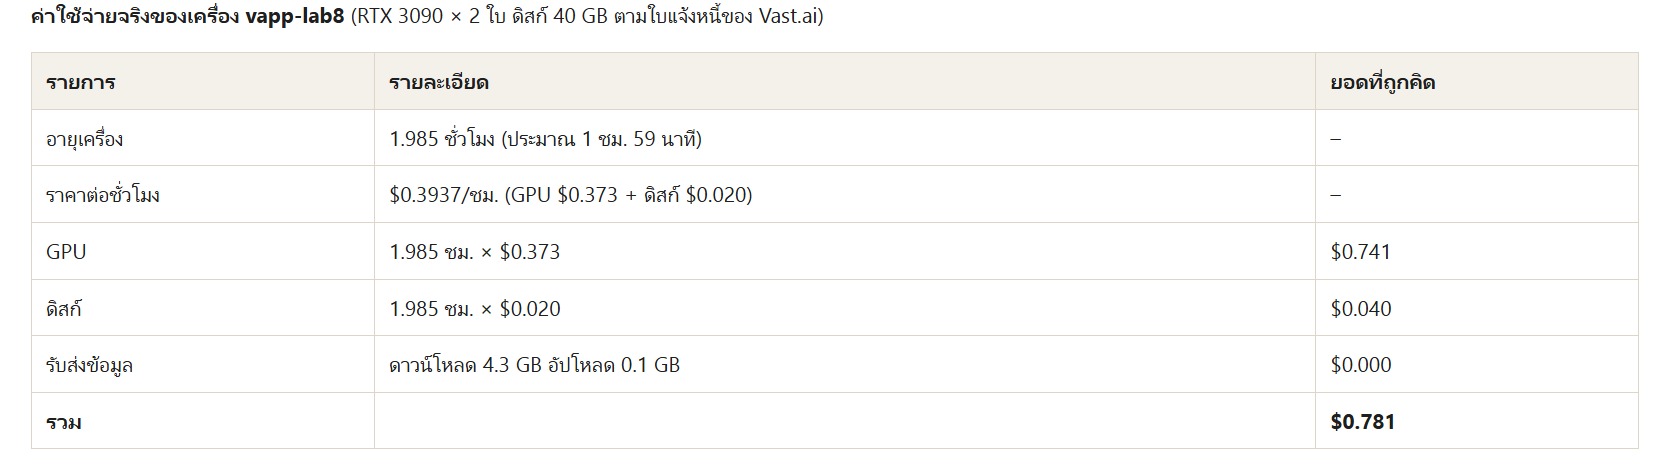 ค่าใช้จ่ายจริงของเครื่อง vapp-lab8 (RTX 3090 × 2 ใบ ดิสก์ 40 GB ตามใบแจ้งหนี้ของ Vast.ai)
รายการ รายละเอียด ยอดที่ถูกคิด
อายุเครื่อง 1.985 ชั่วโมง (ประมาณ 1 ชม. 59 นาที) –
ราคาต่อชั่วโมง $0.3937/ชม. (GPU $0.373 + ดิสก์ $0.020) –
GPU 1.985 ชม. × $0.373 $0.741
ดิสก์ 1.985 ชม. × $0.020 $0.040
รับส่งข้อมูล ดาวน์โหลด 4.3 GB อัปโหลด 0.1 GB $0.000
รวม $0.781